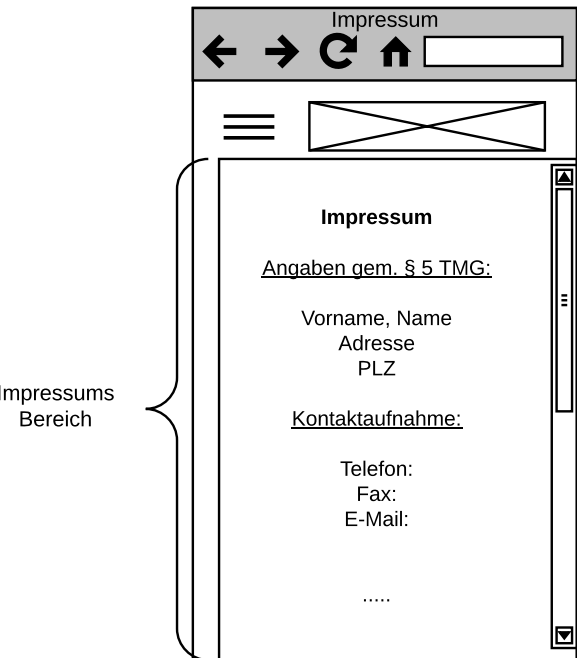 Impressum
Impressum
Angaben gem. § 5 TMG:
Vorname, Name
Adresse
PLZ
Kontaktaufnahme:
Telefon:
Fax:
E-Mail:
.....
Impressums
Bereich